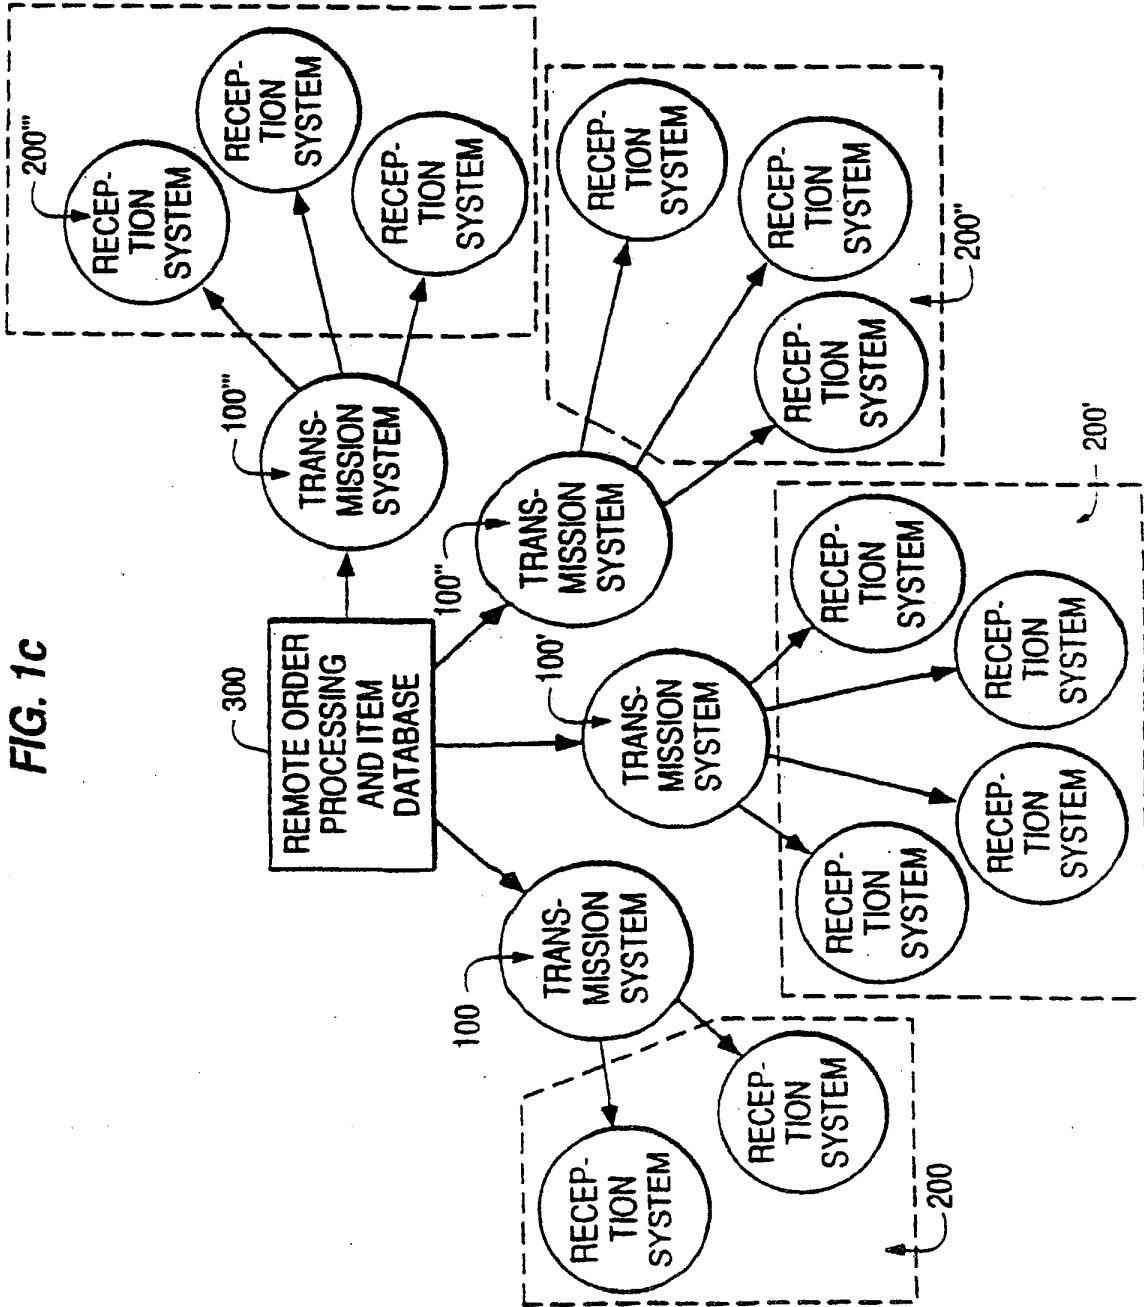 FIG. 1c
300
REMOTE ORDER
PROCESSING
AND ITEM
DATABASE
100
TRANS-
MISSION
SYSTEM
100'
TRANS-
MISSION
SYSTEM
100"
TRANS-
MISSION
SYSTEM
100'"
TRANS-
MISSION
SYSTEM
RECEP-
TION
SYSTEM
RECEP-
TION
SYSTEM
200
RECEP-
TION
SYSTEM
RECEP-
TION
SYSTEM
RECEP-
TION
SYSTEM
RECEP-
TION
SYSTEM
200'
RECEP-
TION
SYSTEM
RECEP-
TION
SYSTEM
RECEP-
TION
SYSTEM
200"
200'"
RECEP-
TION
SYSTEM
RECEP-
TION
SYSTEM
RECEP-
TION
SYSTEM